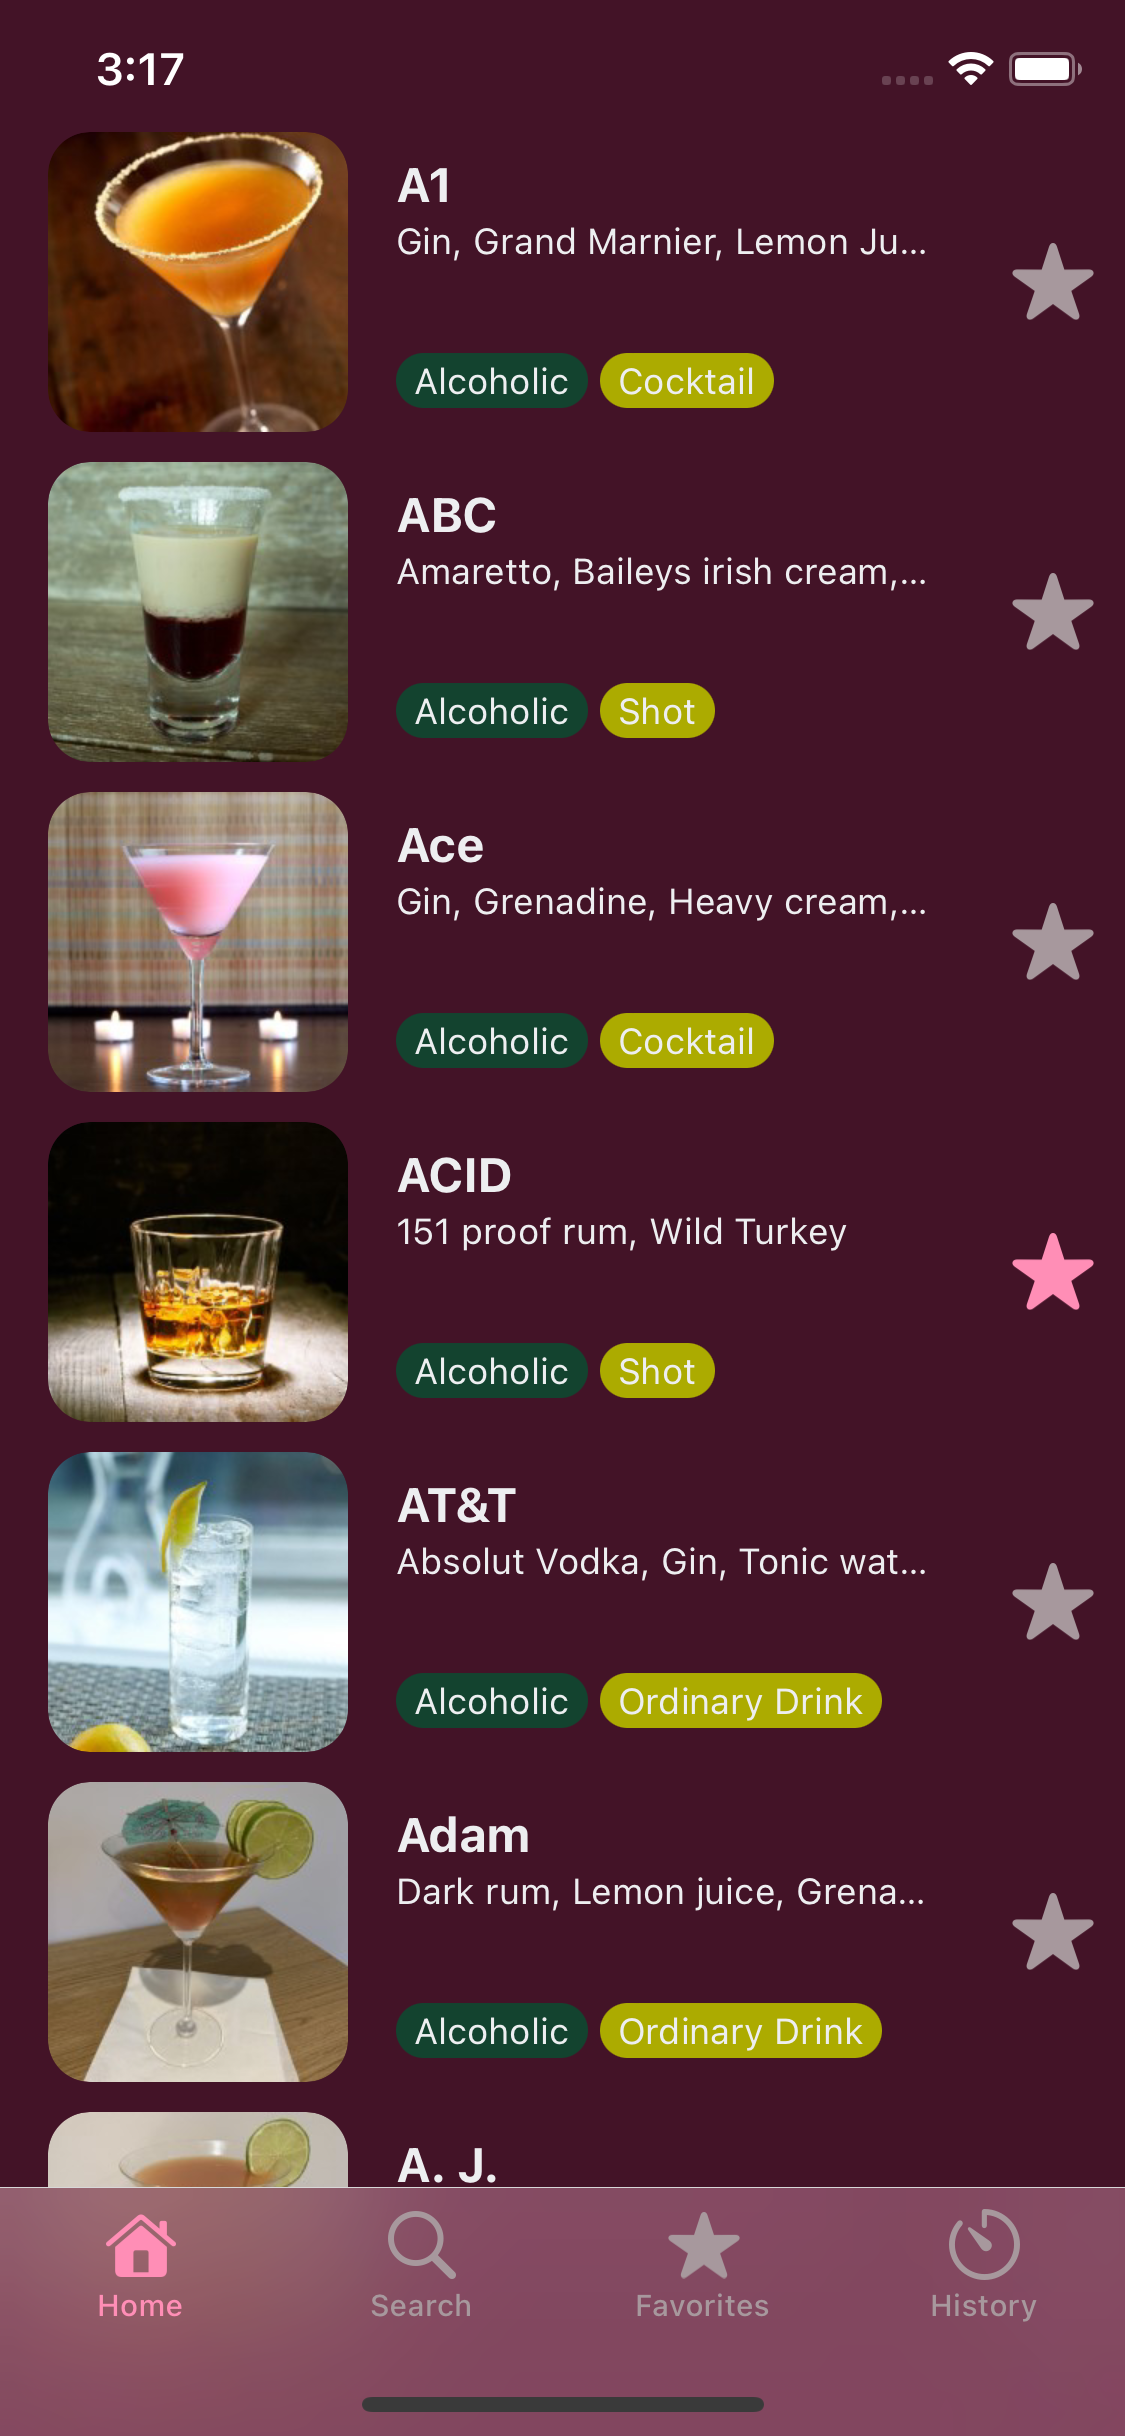 3:17
A1
Gin, Grand Marnier, Lemon Ju...
Alcoholic Cocktail
ABC
Amaretto, Baileys irish cream,...
Alcoholic Shot
Ace
Gin, Grenadine, Heavy cream,...
Alcoholic Cocktail
ACID
151 proof rum, Wild Turkey
Alcoholic Shot
AT&T
Absolut Vodka, Gin, Tonic wat...
Alcoholic Ordinary Drink
Adam
Dark rum, Lemon juice, Grena...
Alcoholic Ordinary Drink
A. J.
Home Search Favorites History